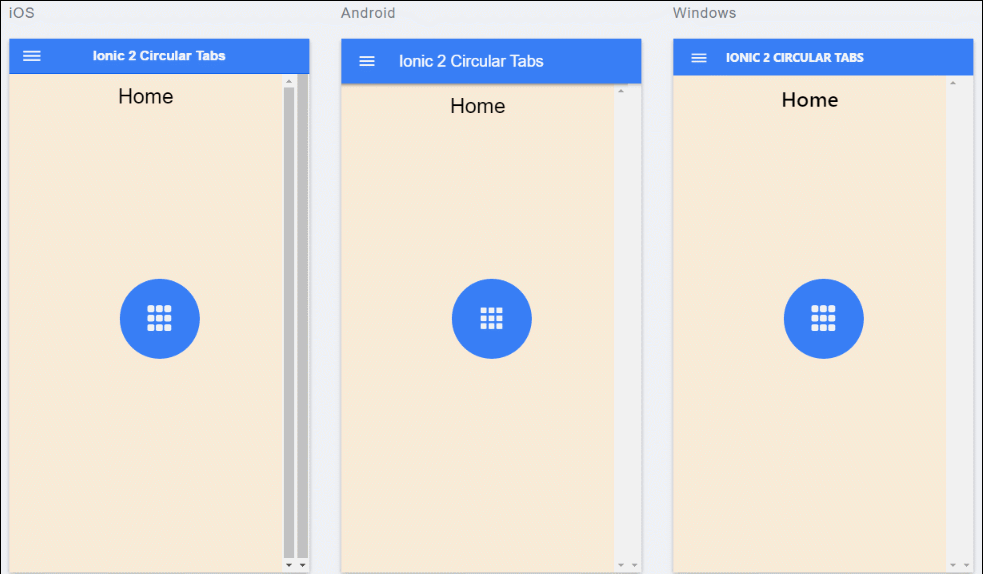 iOS
Ionic 2 Circular Tabs
Home
Android
Ionic 2 Circular Tabs
Home
Windows
IONIC 2 CIRCULAR TABS
Home